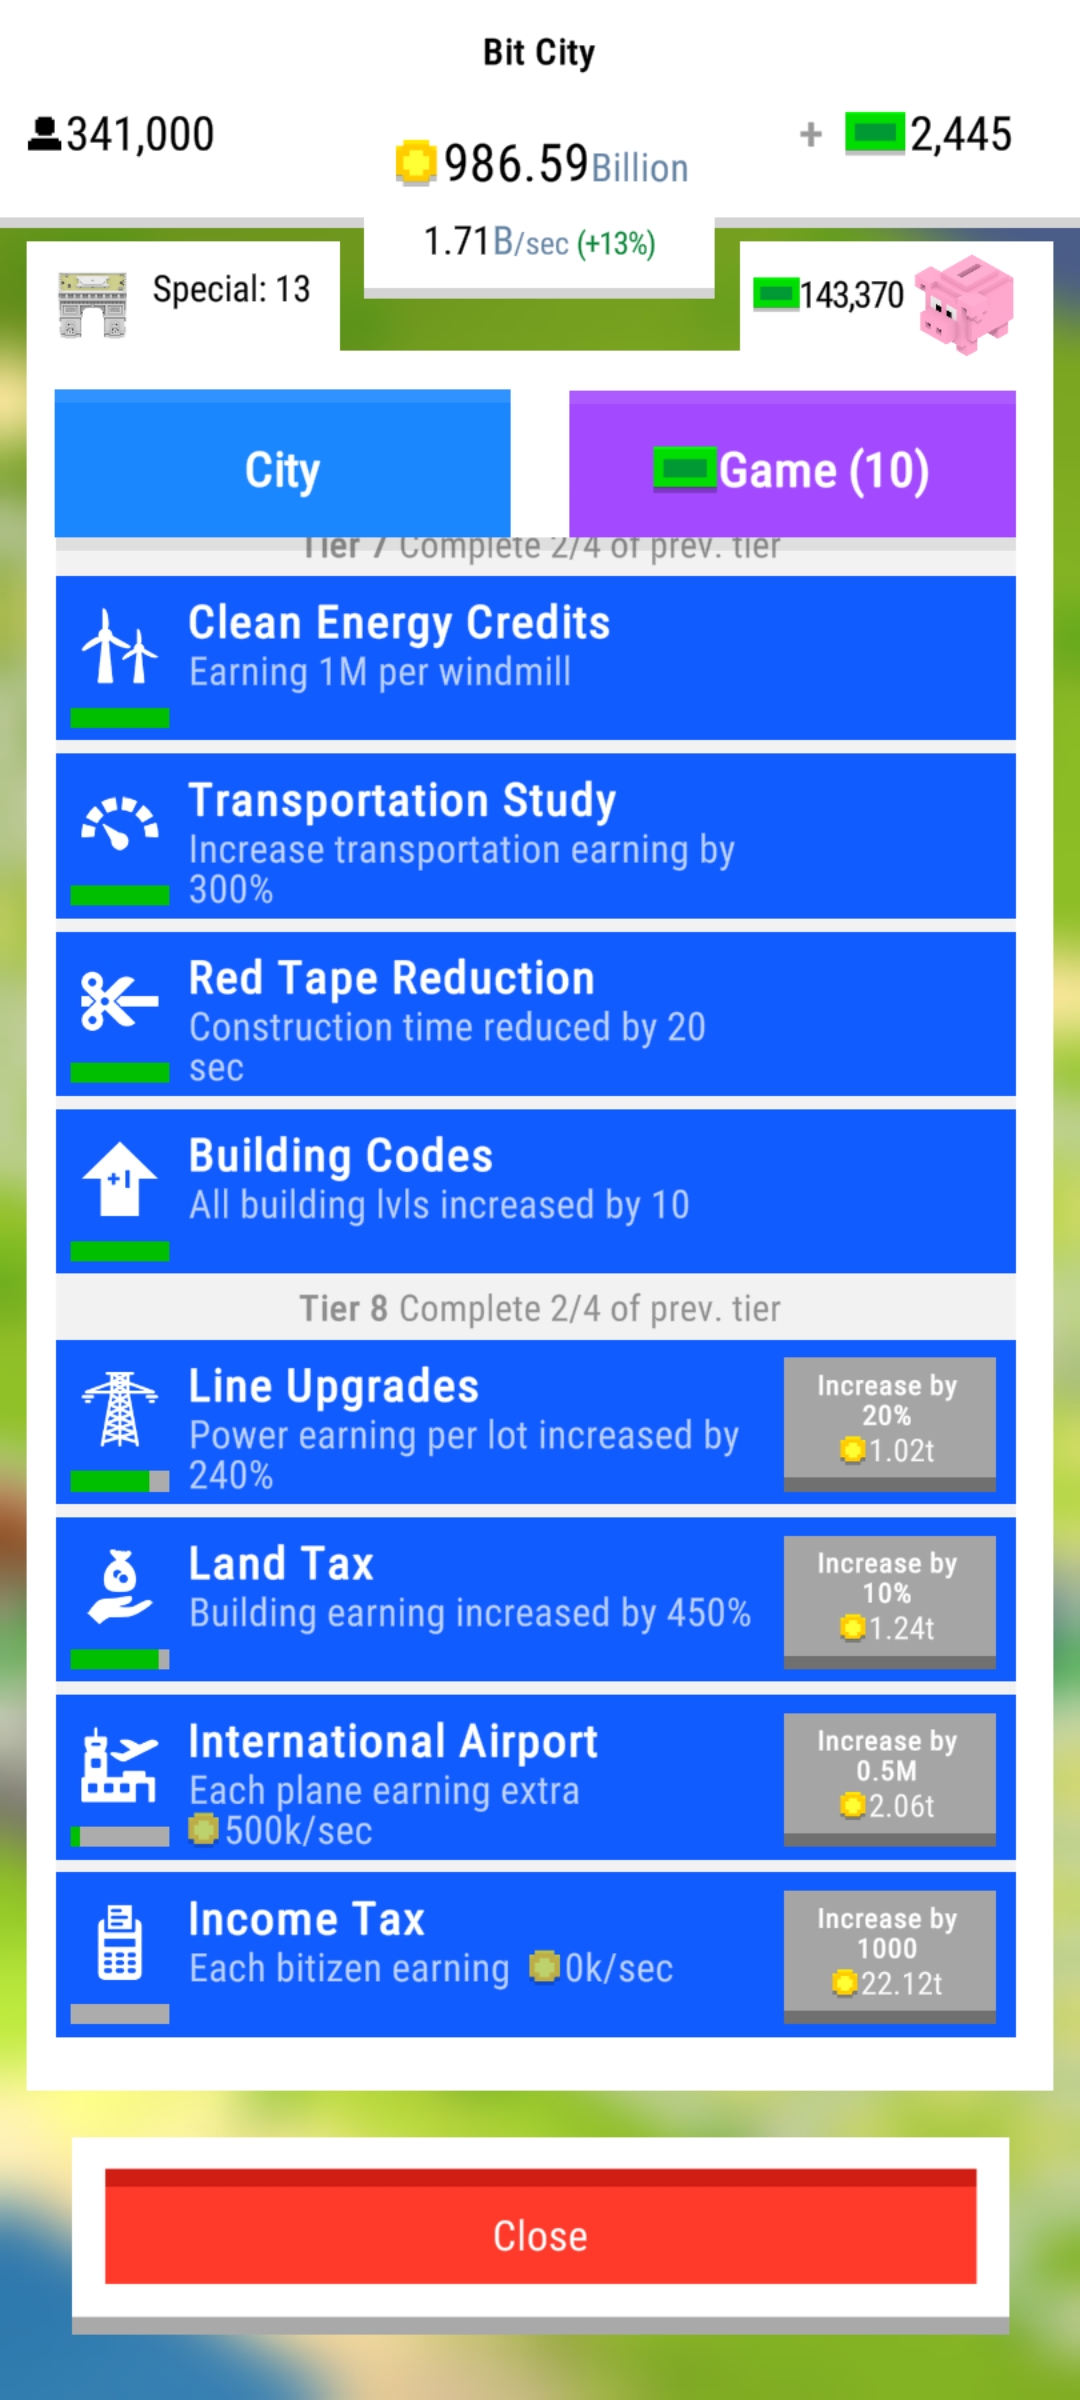 Bit City
341,000
986.59Billion
+ 2,445
1.71B/sec (+13%)
Special: 13
143,370
City
Game (10)
Tier 7 Complete 2/4 of prev. tier
Clean Energy Credits
Earning 1M per windmill
Transportation Study
Increase transportation earning by
300%
Red Tape Reduction
Construction time reduced by 20
sec
+1
Building Codes
All building lvls increased by 10
Tier 8 Complete 2/4 of prev. tier
Line Upgrades
Power earning per lot increased by
240%
Increase by
20%
1.02t
Land Tax
Building earning increased by 450%
Increase by
10%
1.24t
International Airport
Each plane earning extra
500k/sec
Increase by
0.5M
2.06t
Income Tax
Each bitizen earning 0k/sec
Increase by
1000
22.12t
Close